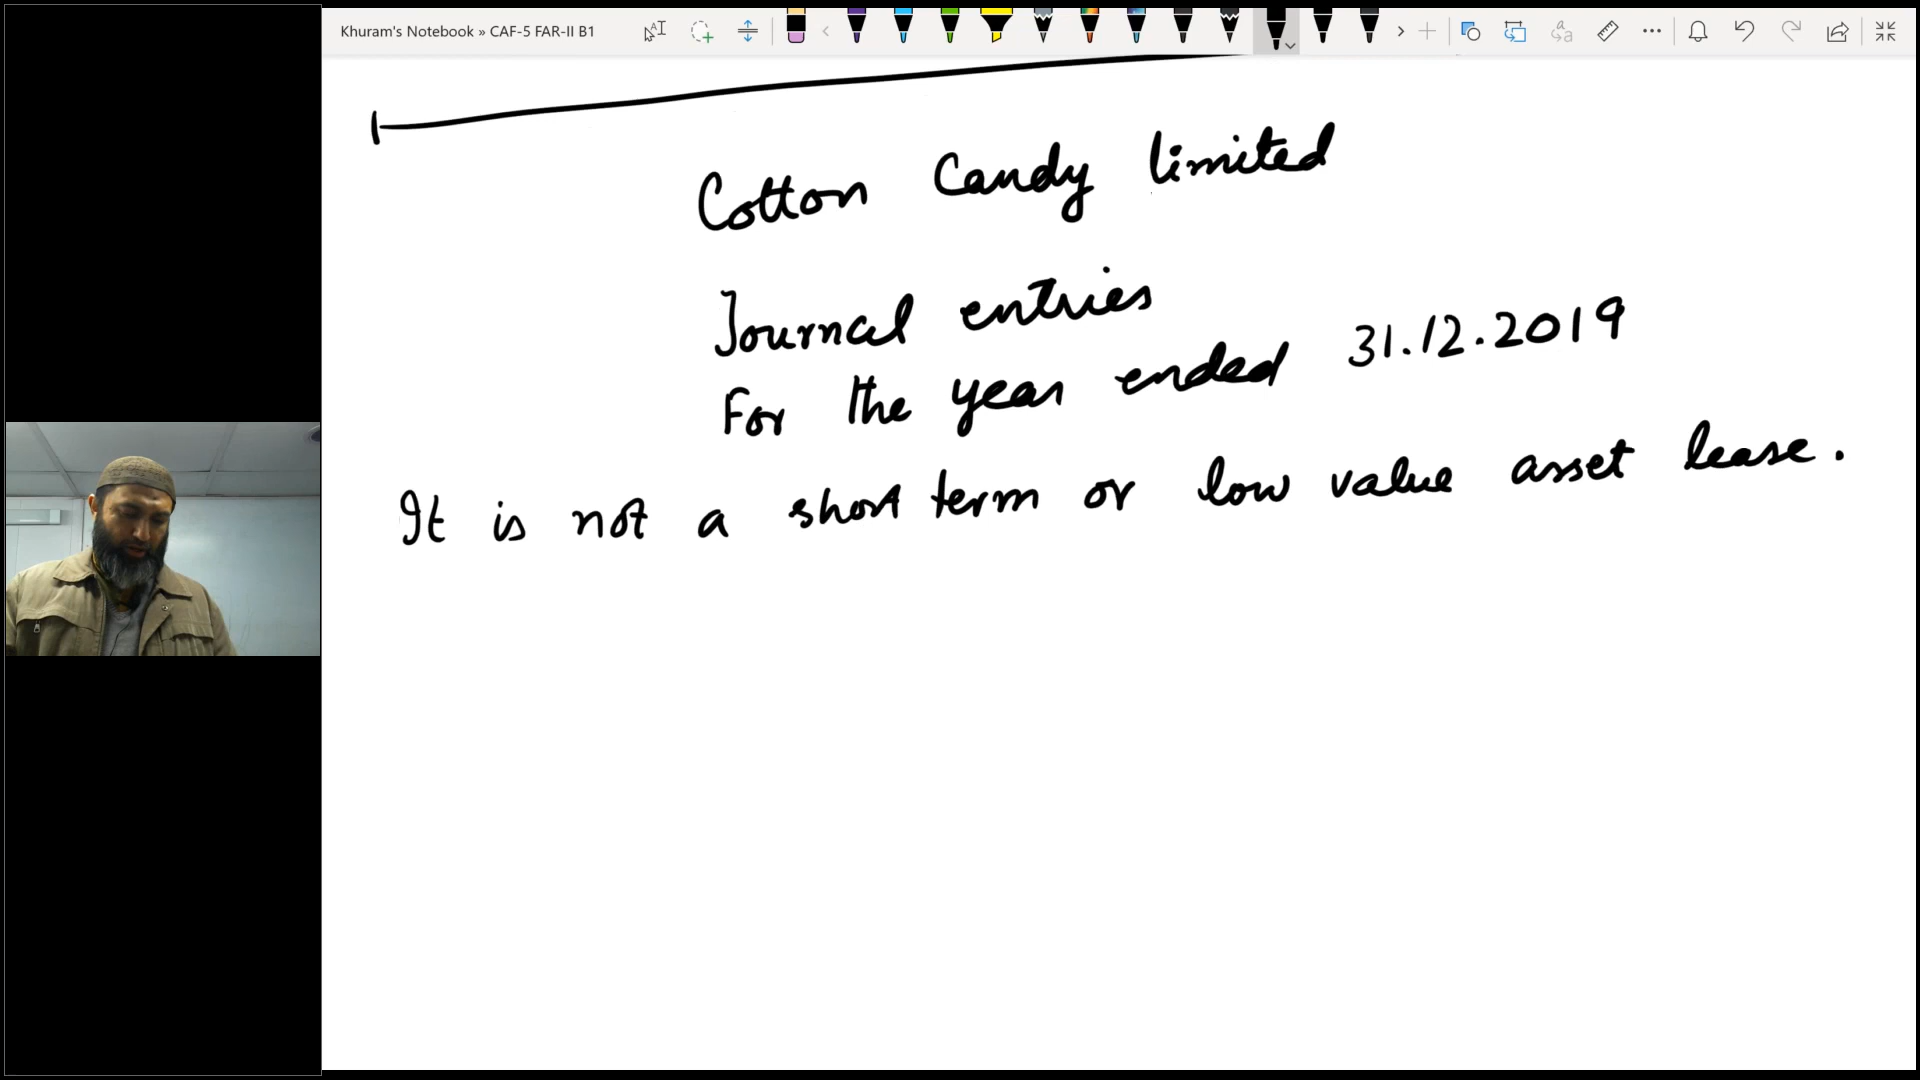 Khuram's Notebook » CAF-5 FAR-II B1
Cotton Candy limited
Journal entries
For the year ended 31.12.2019
It is not a short term or low value asset lease.